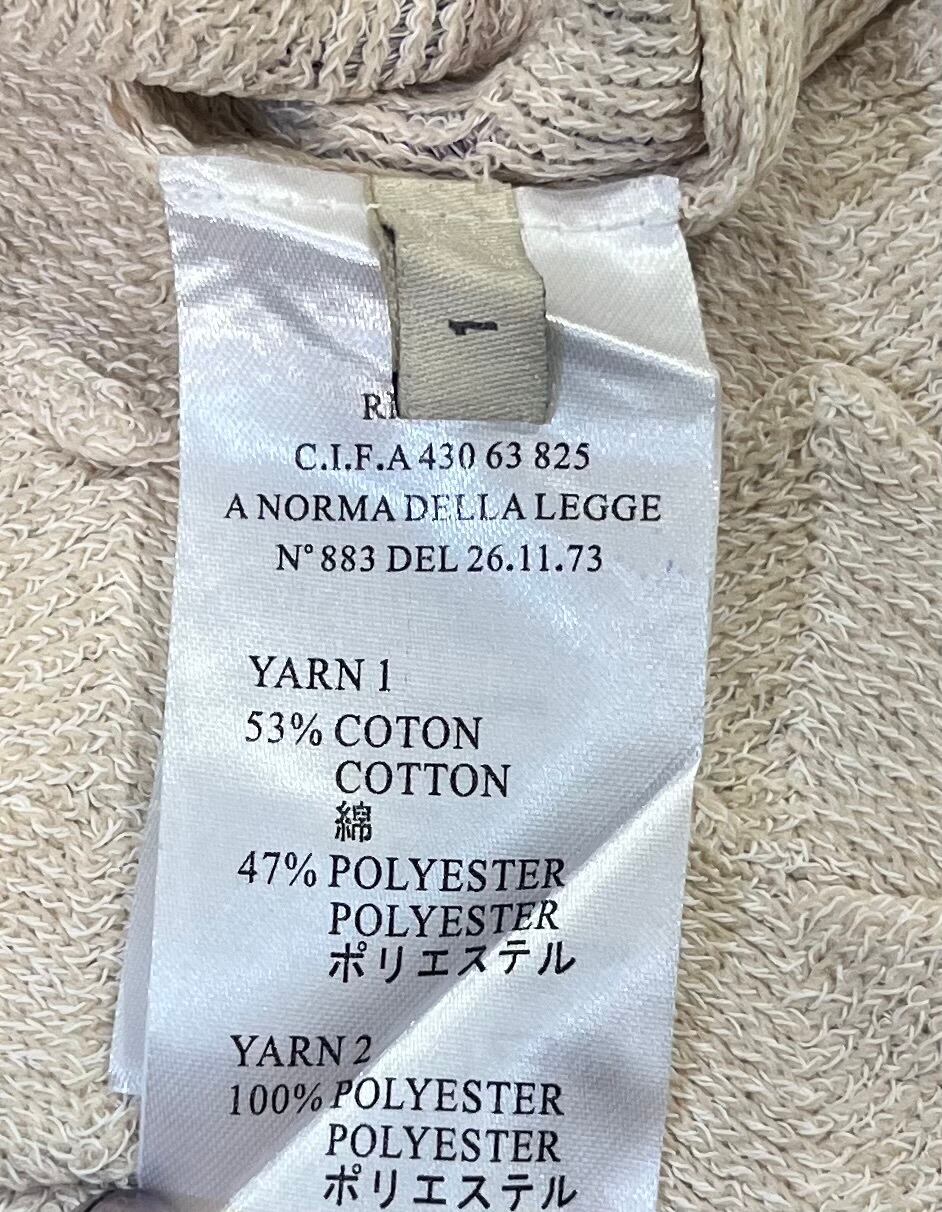 1
C.I.F.A 430 63 825
A NORMA DELLA LEGGE
N° 883 DEL 26.11.73
YARN 1
53% COTON
COTTON
綿
47% POLYESTER
POLYESTER
ポリエステル
YARN 2
100% POLYESTER
POLYESTER
ポリエステル